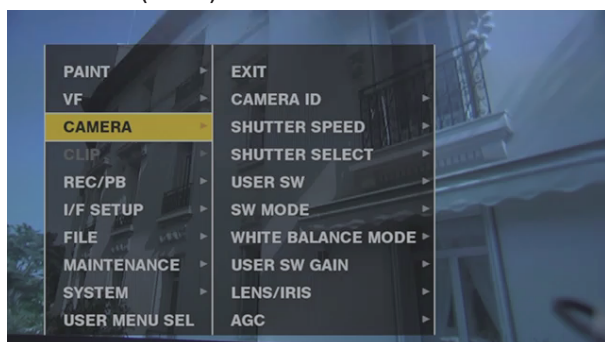 PAINT
VF
CAMERA
CLIP
REC/PB
I/F SETUP
FILE
MAINTENANCE
SYSTEM
USER MENU SEL
EXIT
CAMERA ID
SHUTTER SPEED
SHUTTER SELECT
USER SW
SW MODE
WHITE BALANCE MODE
USER SW GAIN
LENS/IRIS
AGC